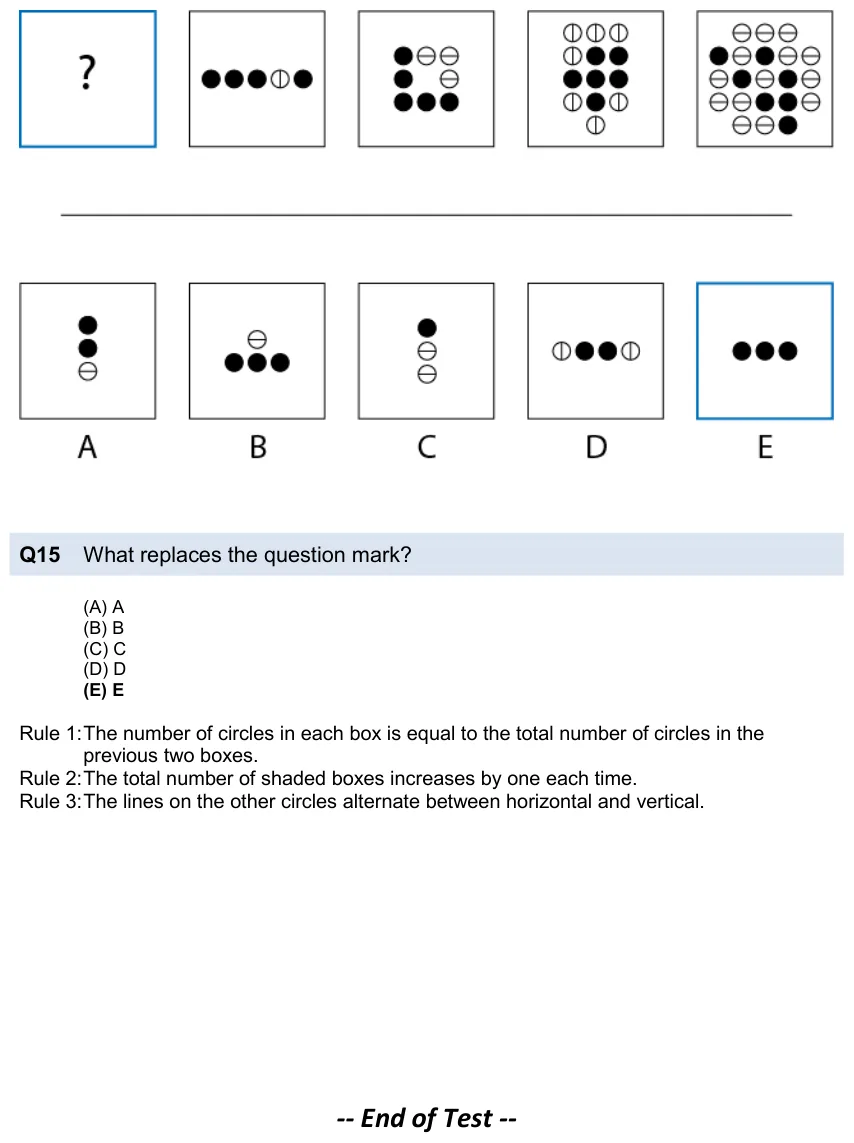 ?
A B C D E
Q15 What replaces the question mark?
(A) A
(B) B
(C) C
(D) D
(E) E
Rule 1:The number of circles in each box is equal to the total number of circles in the
previous two boxes.
Rule 2:The total number of shaded boxes increases by one each time.
Rule 3:The lines on the other circles alternate between horizontal and vertical.
-- End of Test --